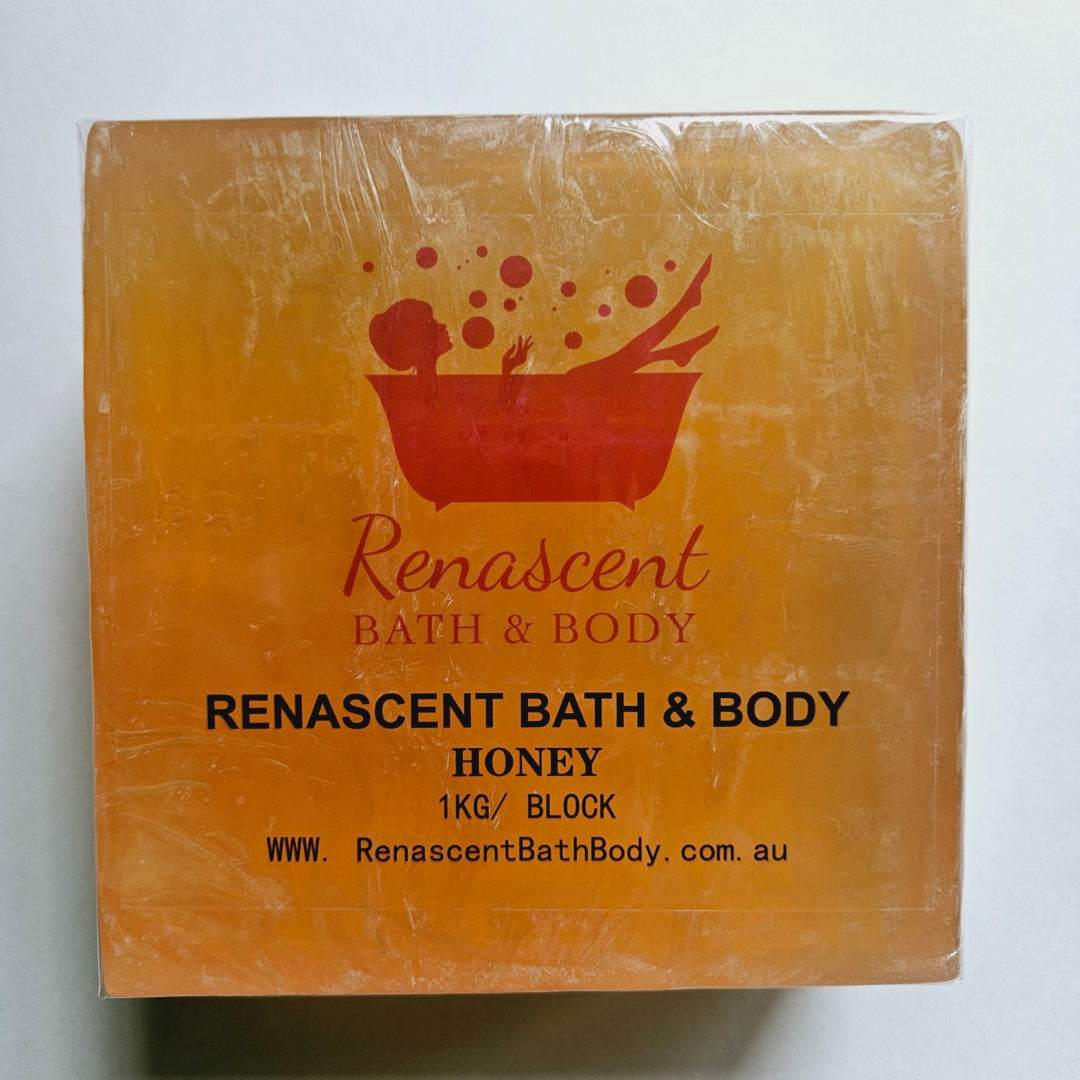 Renascent
BATH & BODY
RENASCENT BATH & BODY
HONEY
1KG/ BLOCK
WWW. RenascentBathBody.com.au